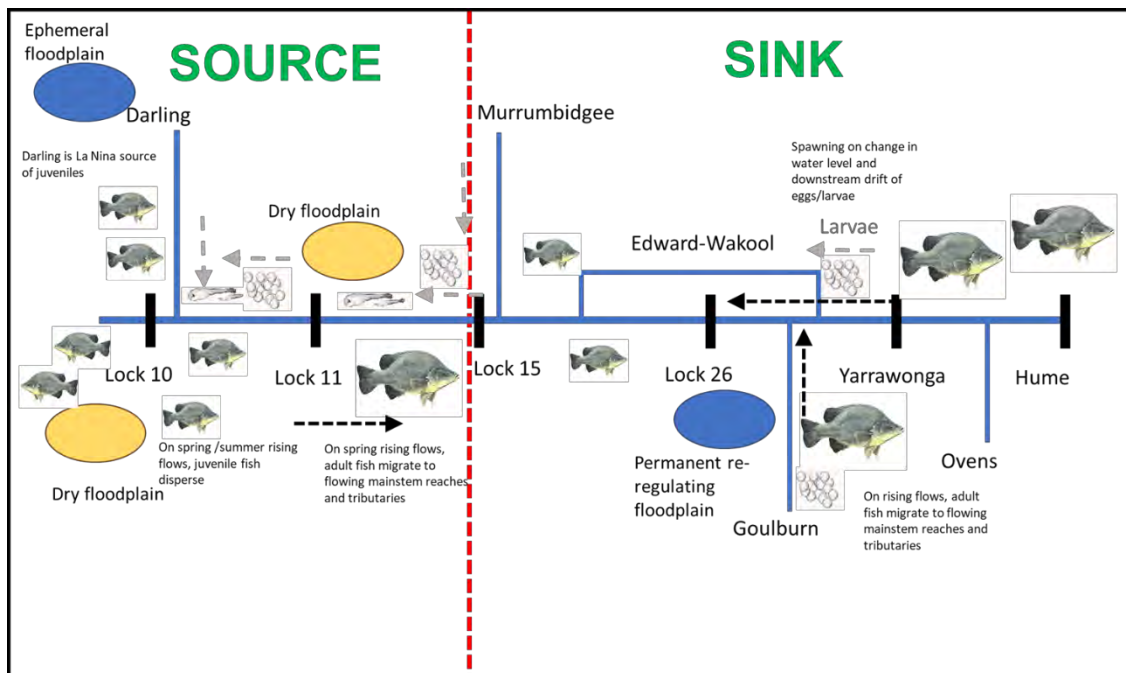 Ephemeral
floodplain
SOURCE
SINK
Darling
Murrumbidgee
Darling is La Nina source
of juveniles
Dry floodplain
Spawning on change in
water level and
downstream drift of
eggs/larvae
Edward-Wakool
Larvae
Lock 10
Lock 11
Lock 15
Lock 26
Yarrawonga
Hume
On spring /summer rising
flows, juvenile fish
disperse
On spring rising flows,
adult fish migrate to
flowing mainstem reaches
and tributaries
Dry floodplain
Permanent re-
regulating
floodplain
Goulburn
Ovens
On rising flows, adult
fish migrate to flowing
mainstem reaches and
tributaries